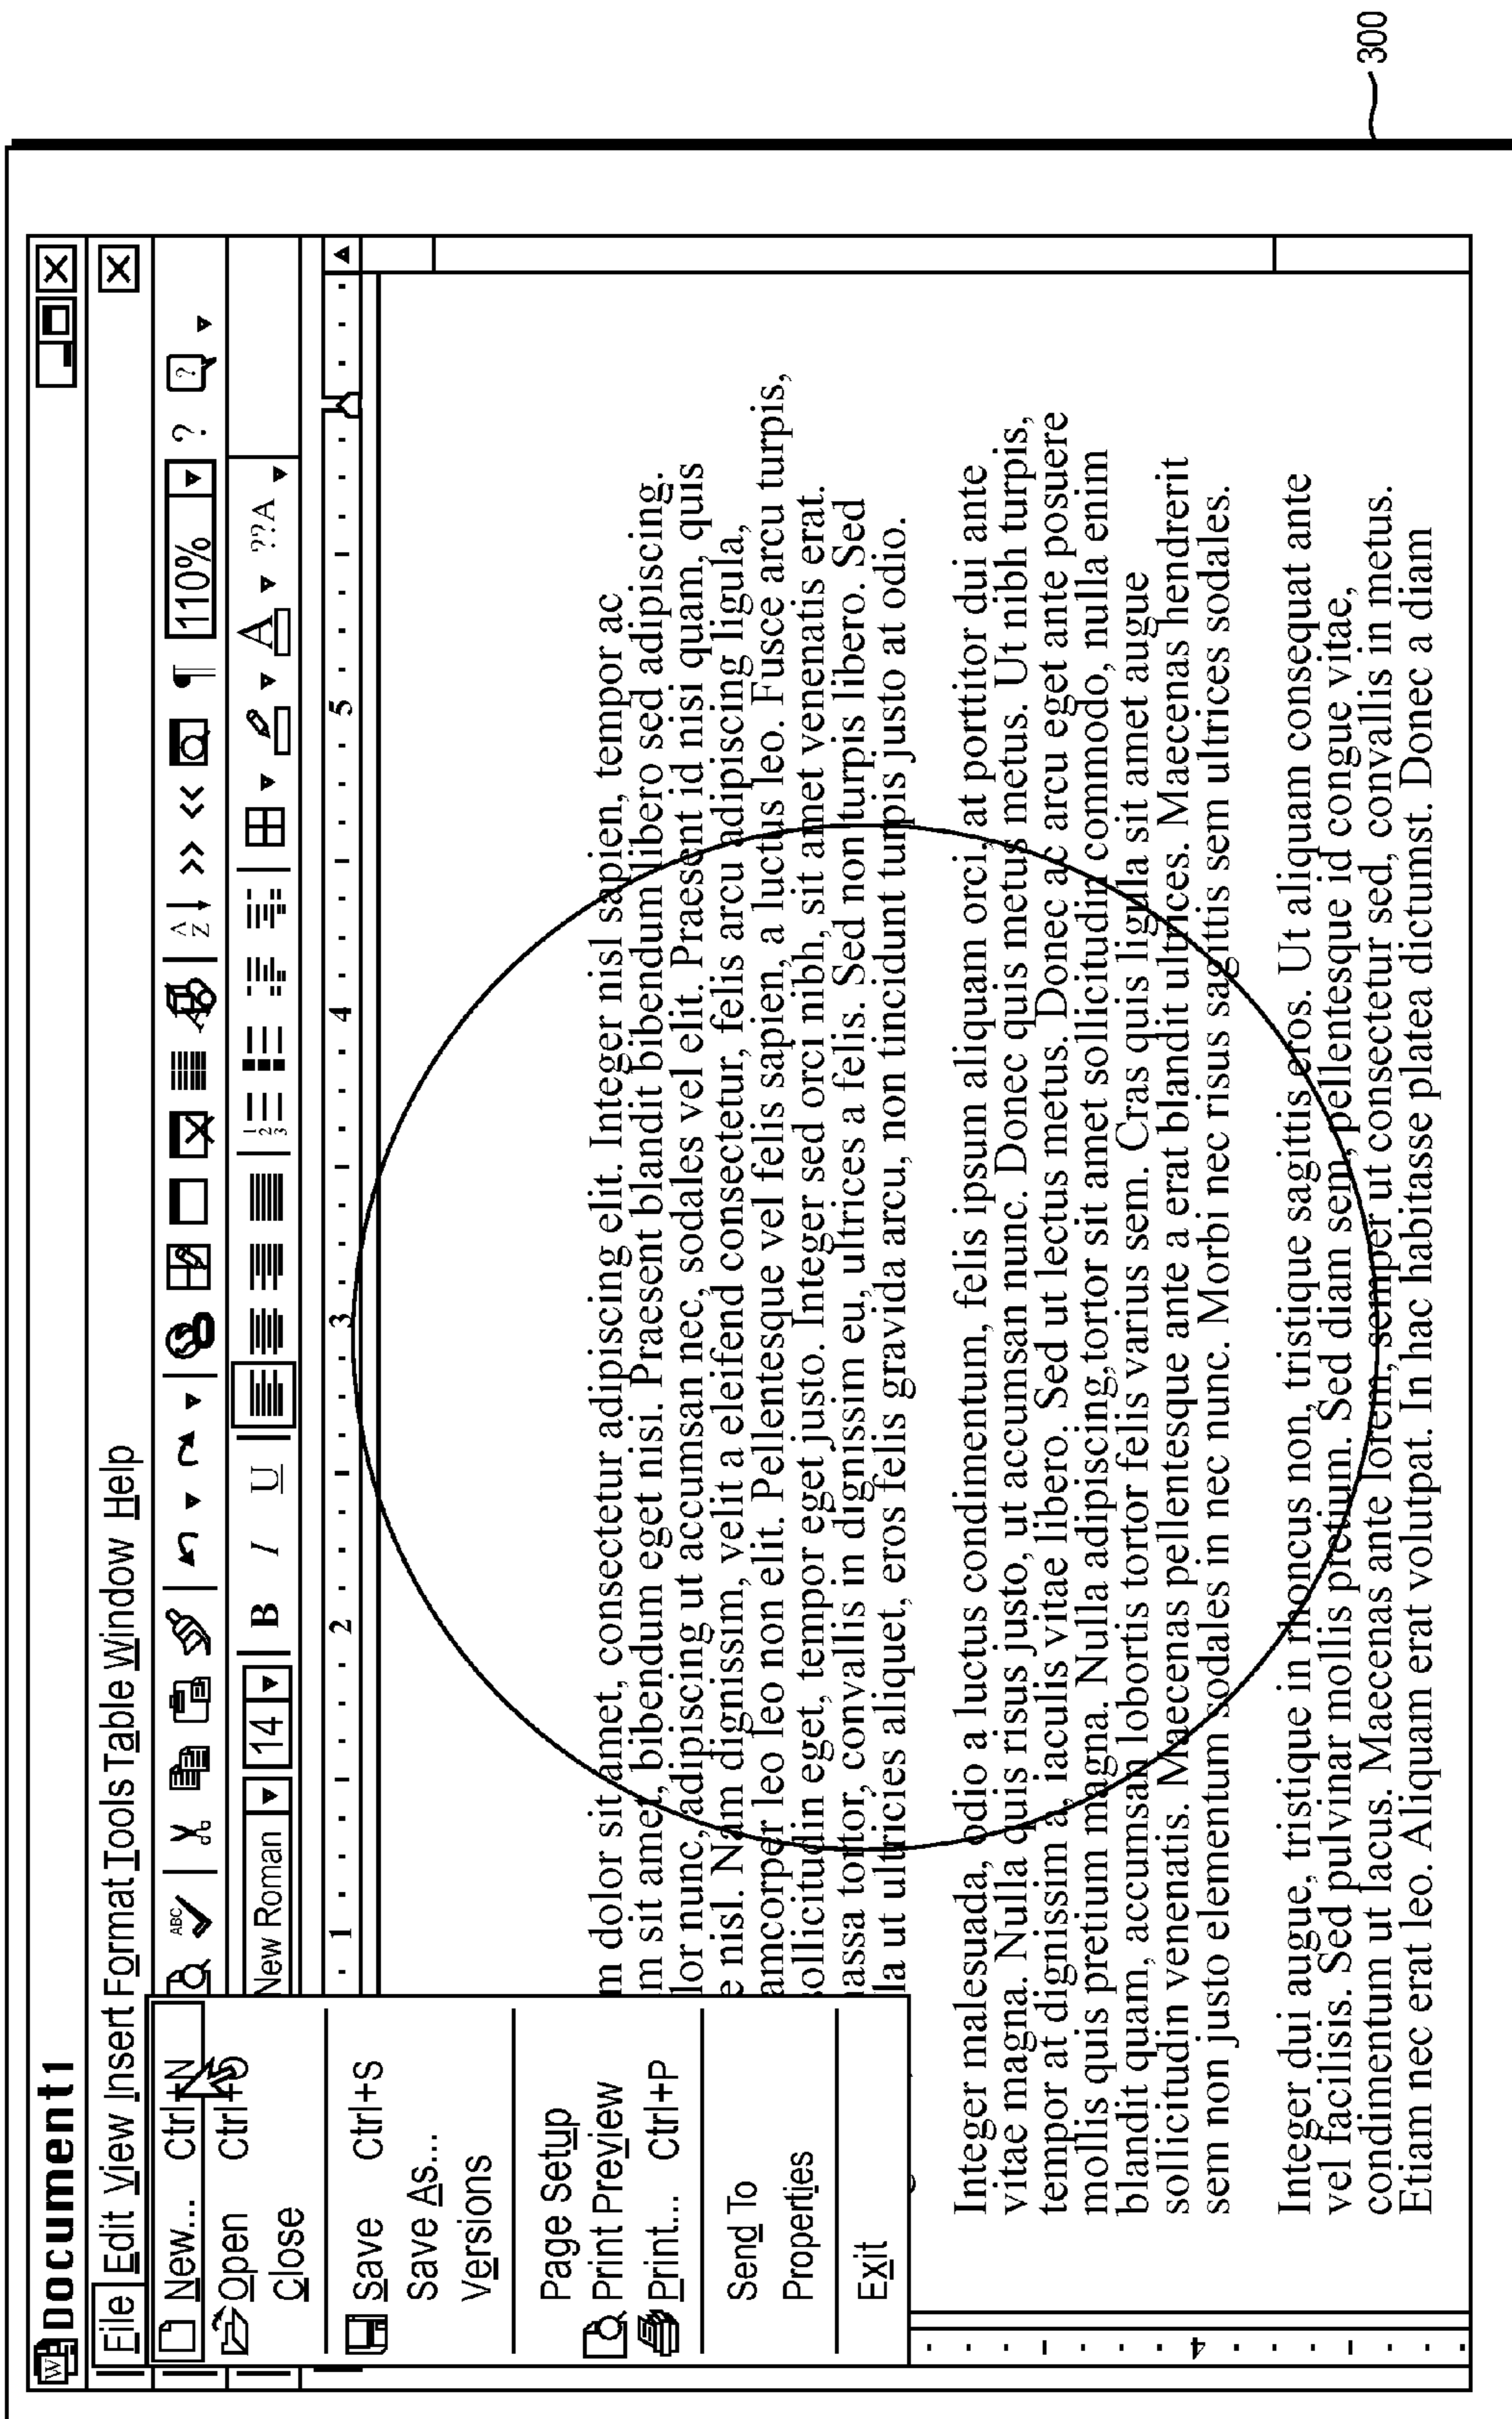 Document1
File Edit View Insert Format Tools Table Window Help
ABC A Z 110% ? ?
New Roman 14 B I U 1 2 3 A ??A
1 2 3 4 5
New... Ctrl+N
Open Ctrl+O
Close
Save Ctrl+S
Save As...
Versions
Page Setup
Print Preview
Print... Ctrl+P
Send To
Properties
Exit
m dolor sit amet, consectetur adipiscing elit. Integer nisl sapien, tempor ac
m sit amet, bibendum eget nisi. Praesent blandit bibendum libero sed adipiscing.
lor nunc, adipiscing ut accumsan nec, sodales vel elit. Praesent id nisi quam, quis
e nisl. Nam dignissim, velit a eleifend consectetur, felis arcu adipiscing ligula,
amcorper leo leo non elit. Pellentesque vel felis sapien, a luctus leo. Fusce arcu turpis,
sollicitudin eget, tempor eget justo. Integer sed orci nibh, sit amet venenatis erat.
assa tortor, convallis in dignissim eu, ultrices a felis. Sed non turpis libero. Sed
la ut ultricies aliquet, eros felis gravida arcu, non tincidunt turpis justo at odio.
Integer malesuada, odio a luctus condimentum, felis ipsum aliquam orci, at portitor dui ante
vitae magna. Nulla quis risus justo, ut accumsan nunc. Donec quis metus metus. Ut nibh turpis,
tempor at dignissim a, iaculis vitae libero. Sed ut lectus metus. Donec ac arcu eget ante posuere
mollis quis pretium magna. Nulla adipiscing,tortor sit amet sollicitudin commodo, nulla enim
blandit quam, accumsan lobortis tortor felis varius sem. Cras quis ligula sit amet augue
sollicitudin venenatis. Maecenas pellentesque ante a erat blandit ultrices. Maecenas hendrerit
sem non justo elementum sodales in nec nunc. Morbi nec risus sagittis sem ultrices sodales.
Integer dui augue, tristique in rhoncus non, tristique sagittis eros. Ut aliquam consequat ante
vel facilisis. Sed pulvinar mollis pretium. Sed diam sem, pellentesque id congue vitae,
condimentum ut lacus. Maecenas ante lorem, semper ut consectetur sed, convallis in metus.
Etiam nec erat leo. Aliquam erat volutpat. In hac habitasse platea dictumst. Donec a diam
4
300